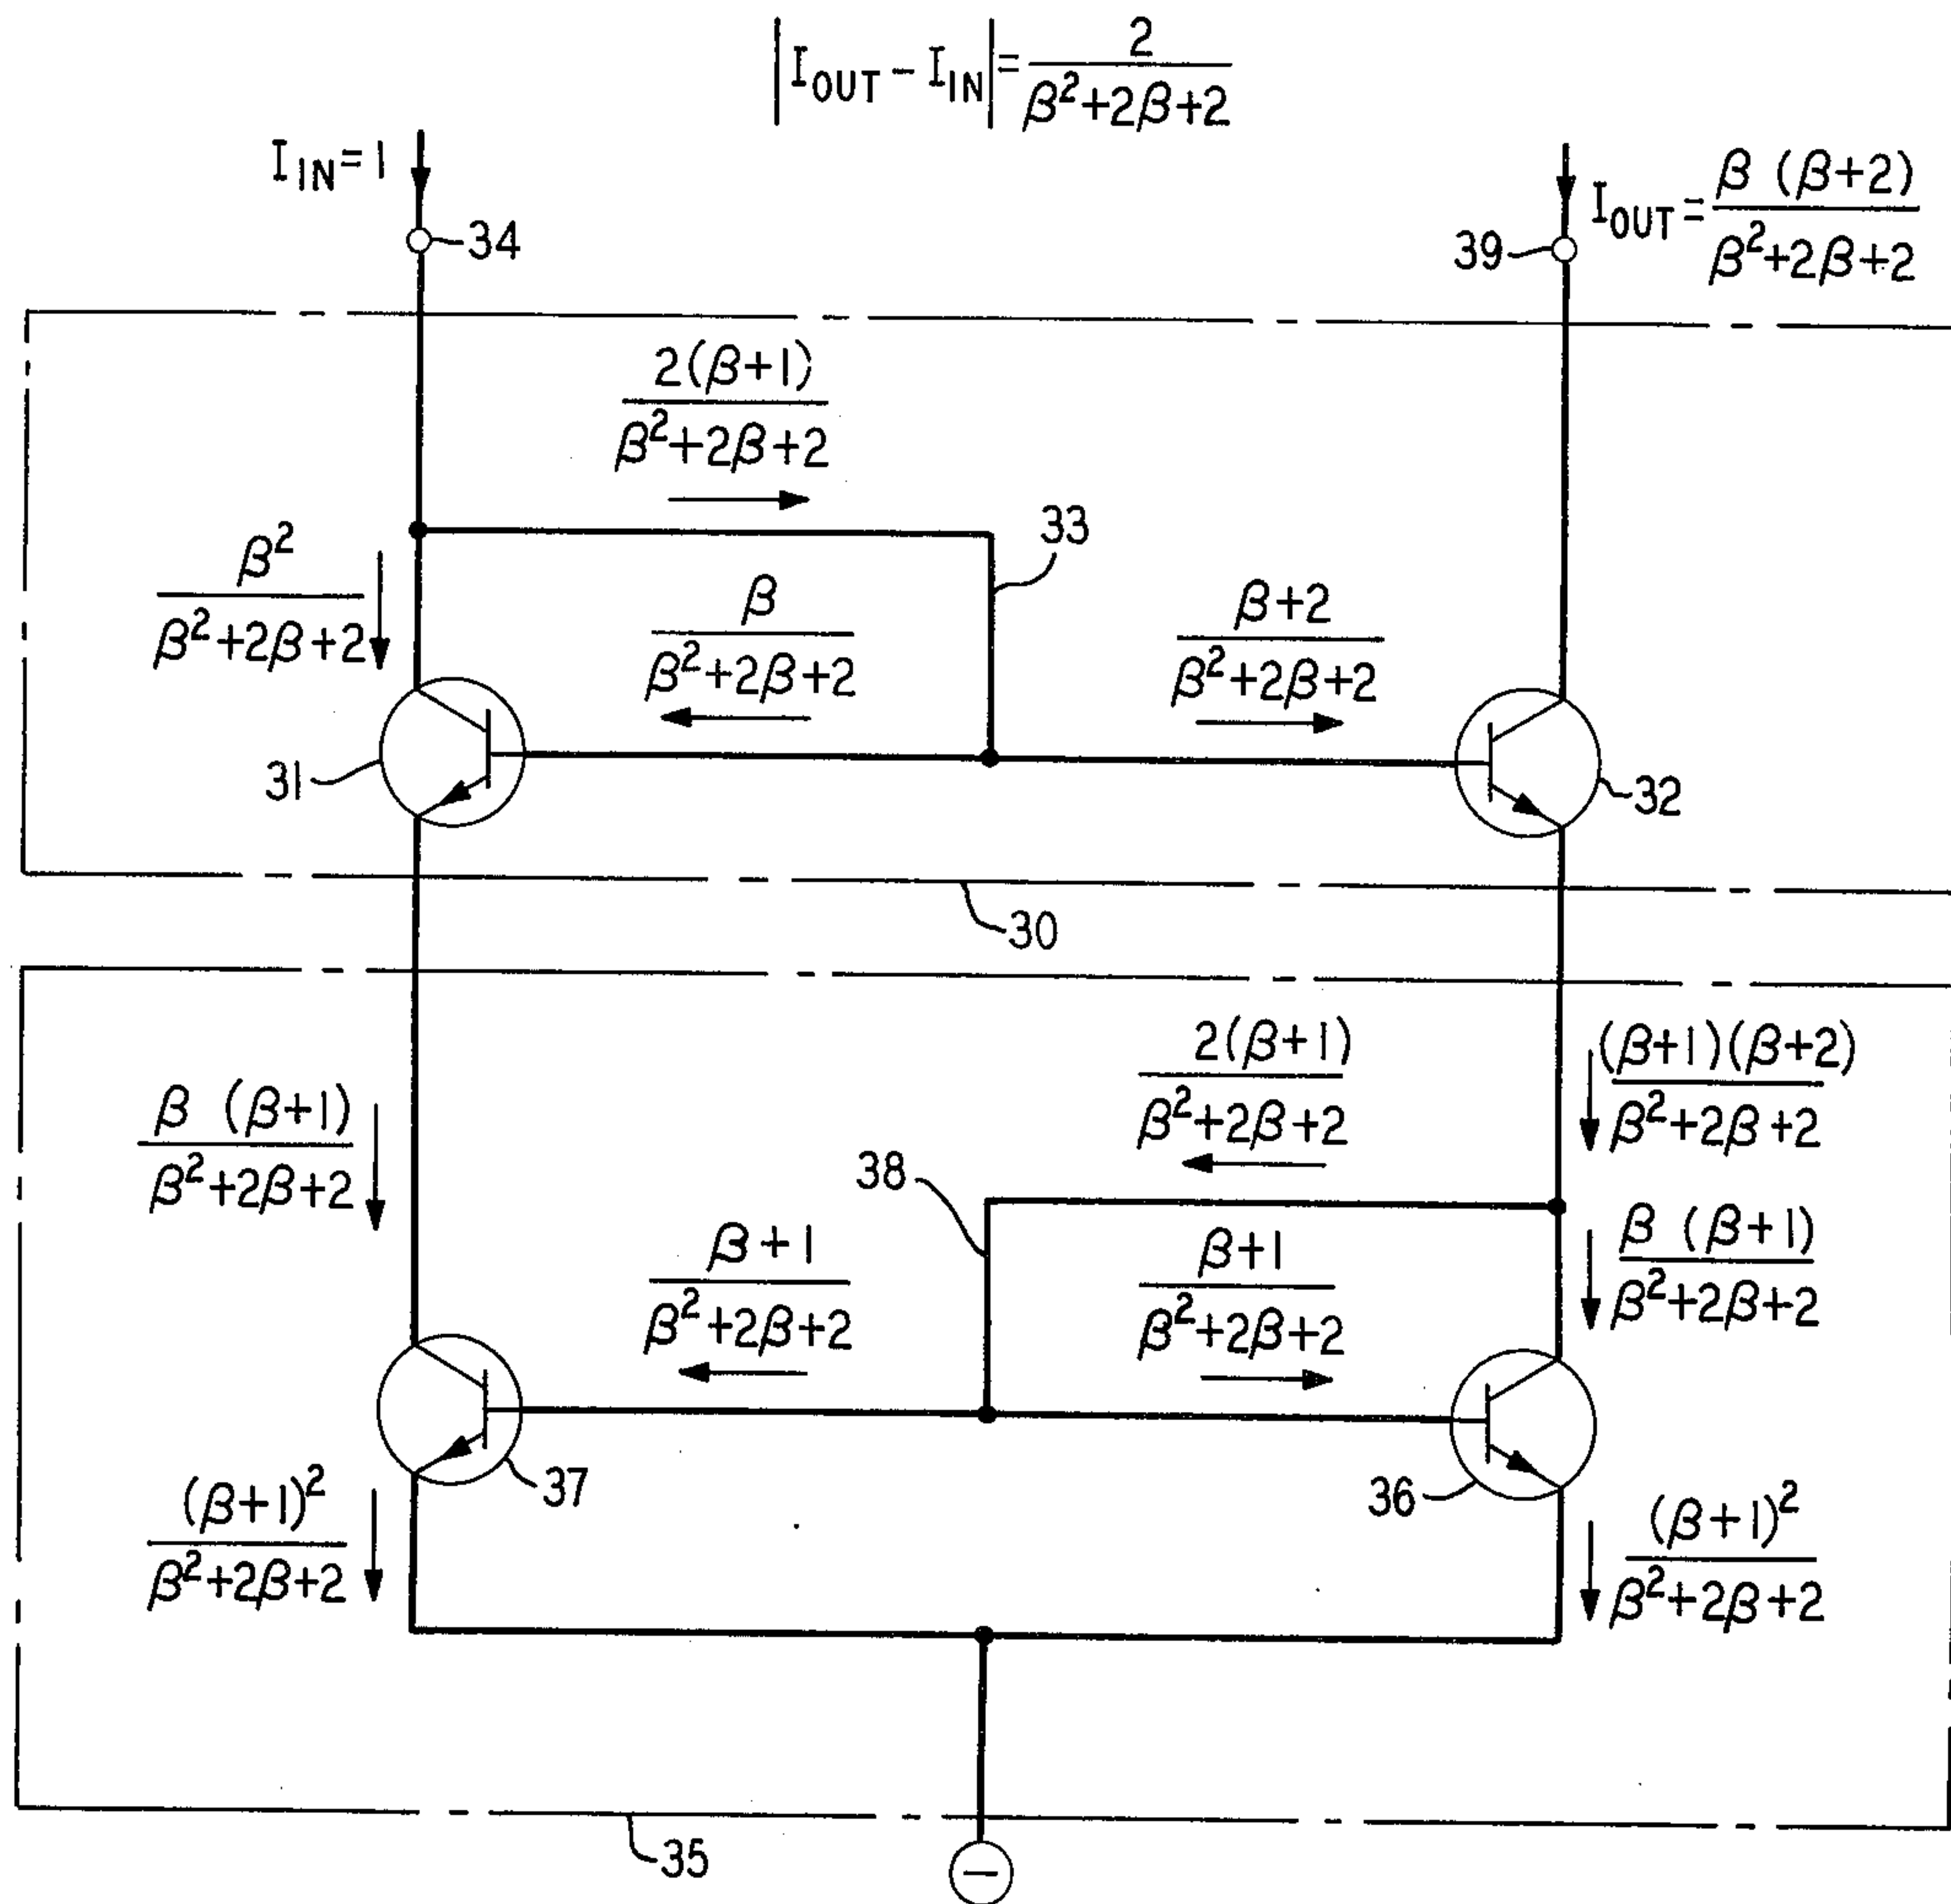 |I_OUT − I_IN| = 2 / (β²+2β+2)
I_IN = 1
I_OUT = β (β+2) / (β²+2β+2)
34
39
2(β+1) / (β²+2β+2)
33
β² / (β²+2β+2)
β / (β²+2β+2)
β+2 / (β²+2β+2)
31
32
30
2(β+1) / (β²+2β+2)
(β+1)(β+2) / (β²+2β+2)
β (β+1) / (β²+2β+2)
38
β+1 / (β²+2β+2)
β+1 / (β²+2β+2)
β (β+1) / (β²+2β+2)
37
36
(β+1)² / (β²+2β+2)
(β+1)² / (β²+2β+2)
35
−